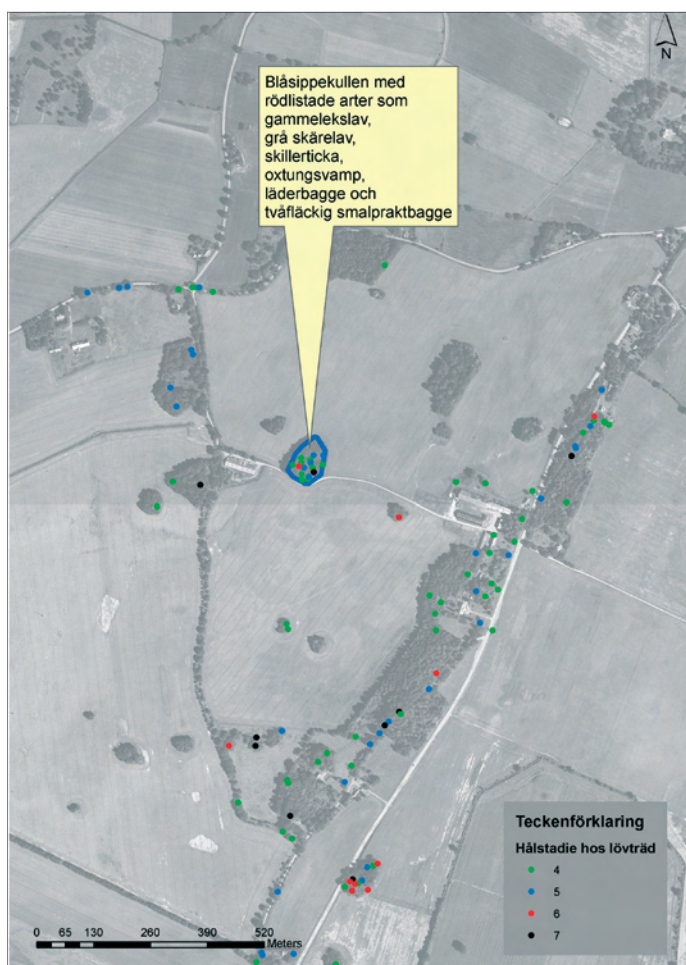 N
Blåsippekullen med
rödlistade arter som
gammelekslav,
grå skärelav,
skillerticka,
oxtungsvamp,
läderbagge och
tvåfläckig smalpraktbagge
Teckenförklaring
Hålstadie hos lövträd
4
5
6
7
0 65 130 260 390 520
Meters